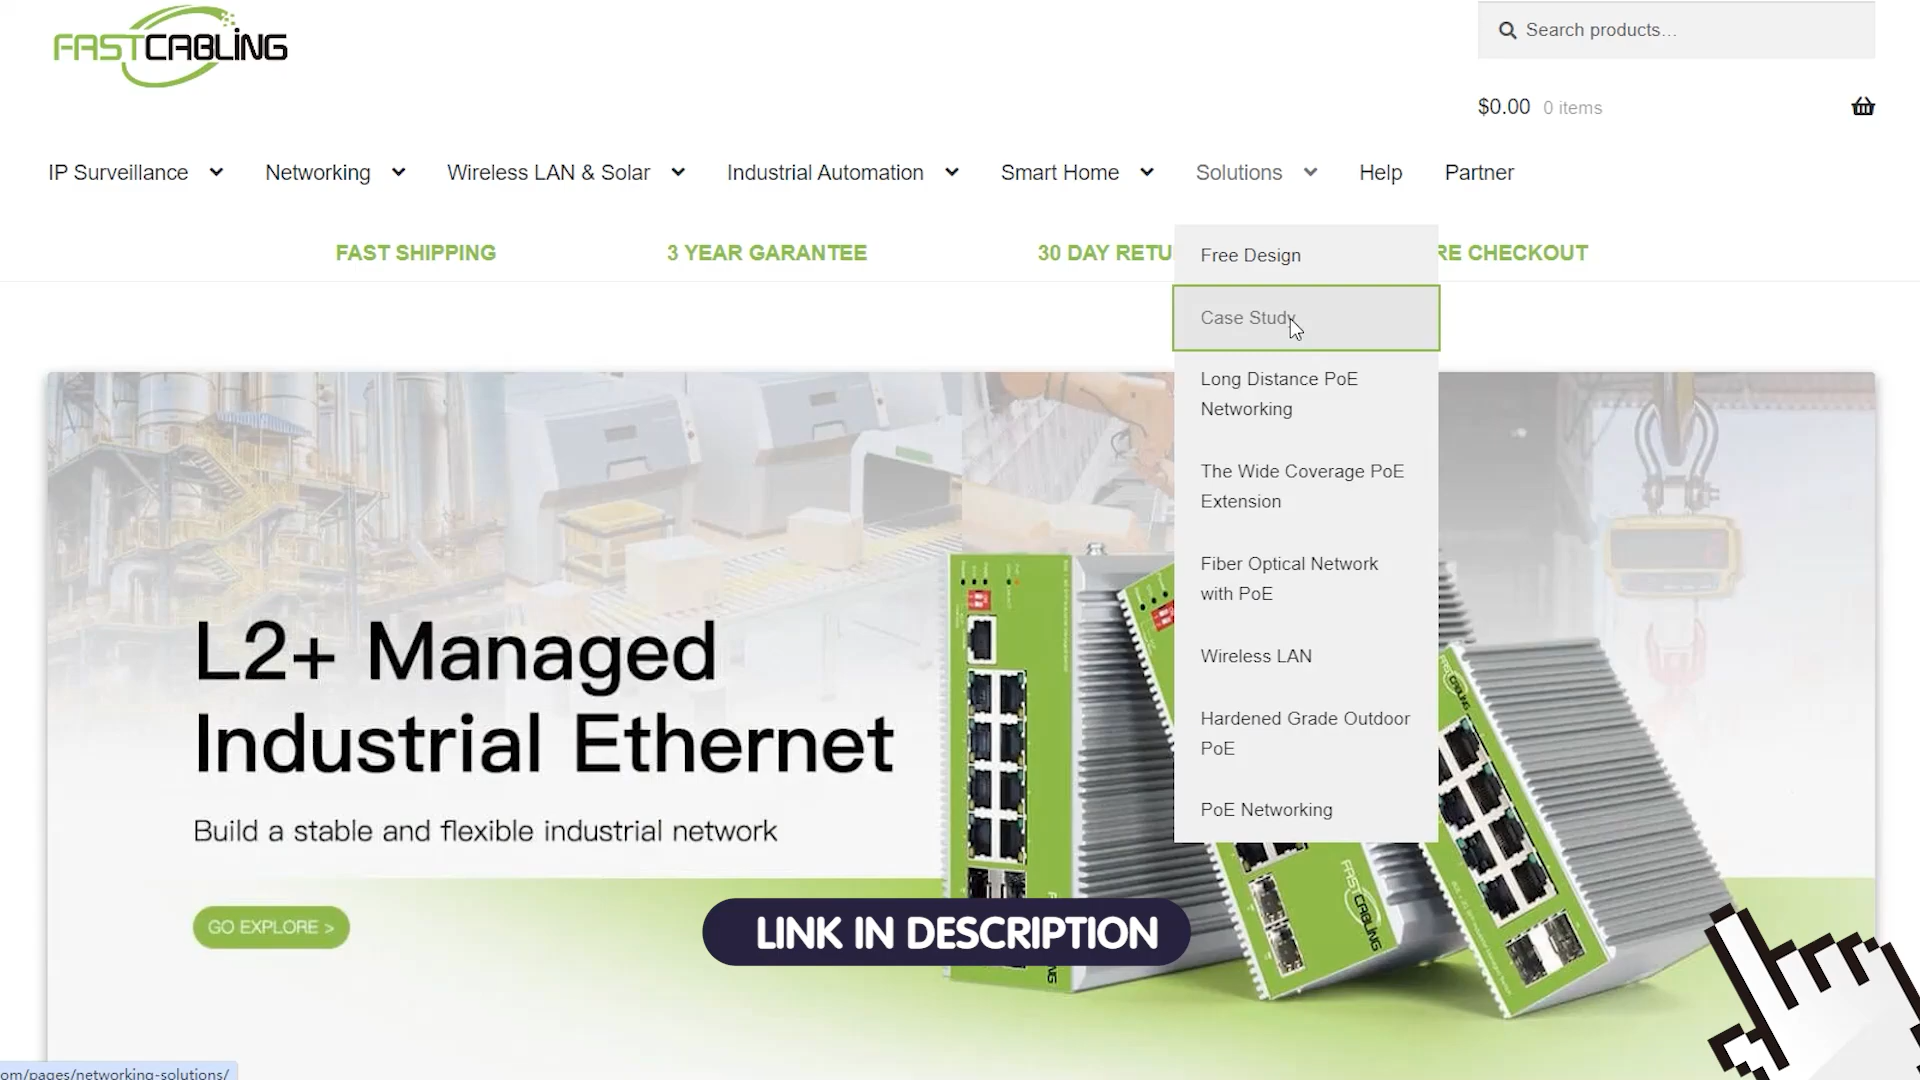 FASTCABLING
Search products…
$0.00 0 items
IP Surveillance Networking Wireless LAN & Solar Industrial Automation Smart Home Solutions Help Partner
FAST SHIPPING 3 YEAR GARANTEE 30 DAY RETU RE CHECKOUT
Free Design
Case Study
Long Distance PoE
Networking
The Wide Coverage PoE
Extension
Fiber Optical Network
with PoE
Wireless LAN
Hardened Grade Outdoor
PoE
PoE Networking
L2+ Managed
Industrial Ethernet
Build a stable and flexible industrial network
GO EXPLORE >
FASTCABLING
FASTCABLING
LINK IN DESCRIPTION
om/pages/networking-solutions/